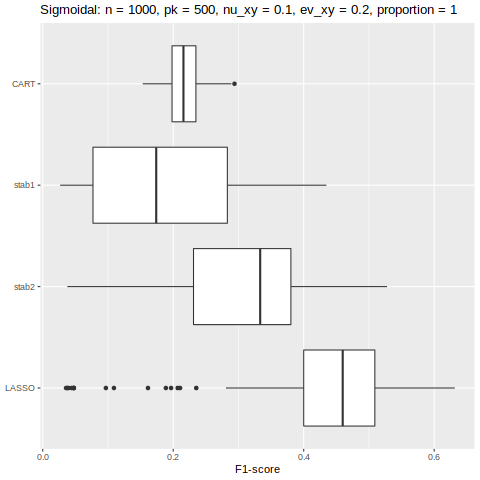 Sigmoidal: n = 1000, pk = 500, nu_xy = 0.1, ev_xy = 0.2, proportion = 1
CART
stab1
stab2
LASSO
0.0 0.2 0.4 0.6
F1-score